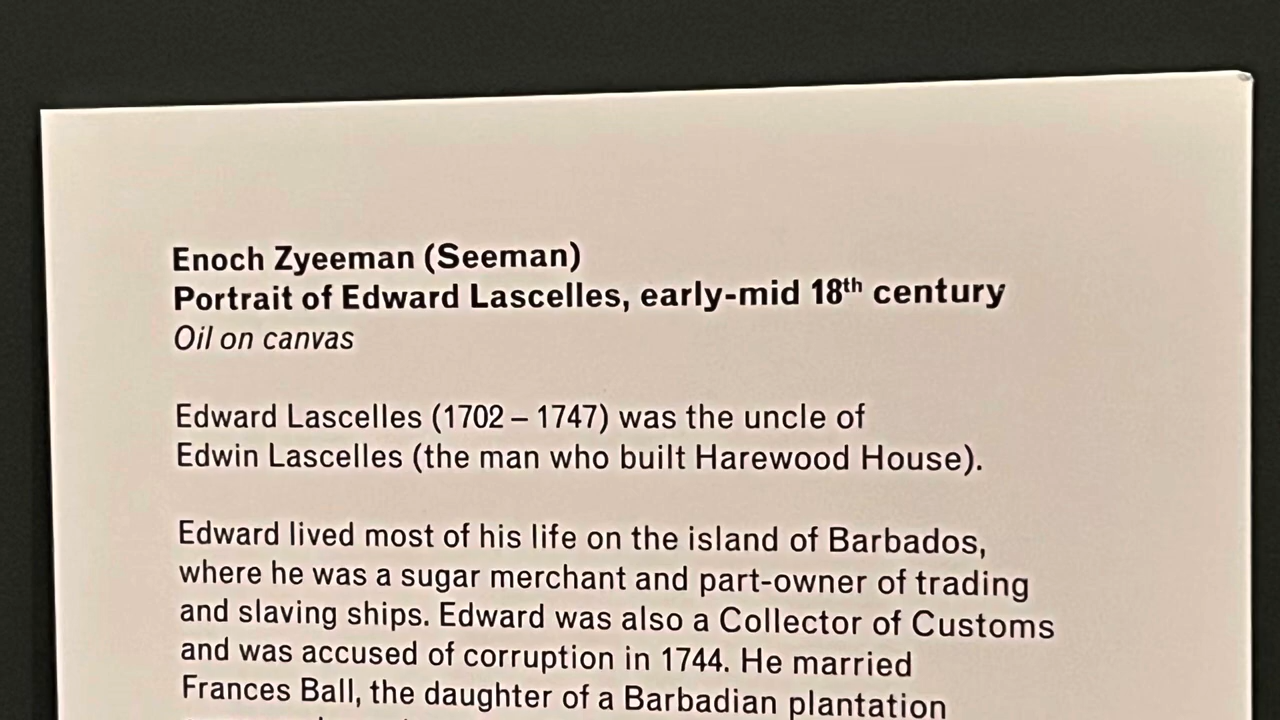 Enoch Zyeeman (Seeman)
Portrait of Edward Lascelles, early-mid 18th century
Oil on canvas
Edward Lascelles (1702 – 1747) was the uncle of
Edwin Lascelles (the man who built Harewood House).
Edward lived most of his life on the island of Barbados,
where he was a sugar merchant and part-owner of trading
and slaving ships. Edward was also a Collector of Customs
and was accused of corruption in 1744. He married
Frances Ball, the daughter of a Barbadian plantation